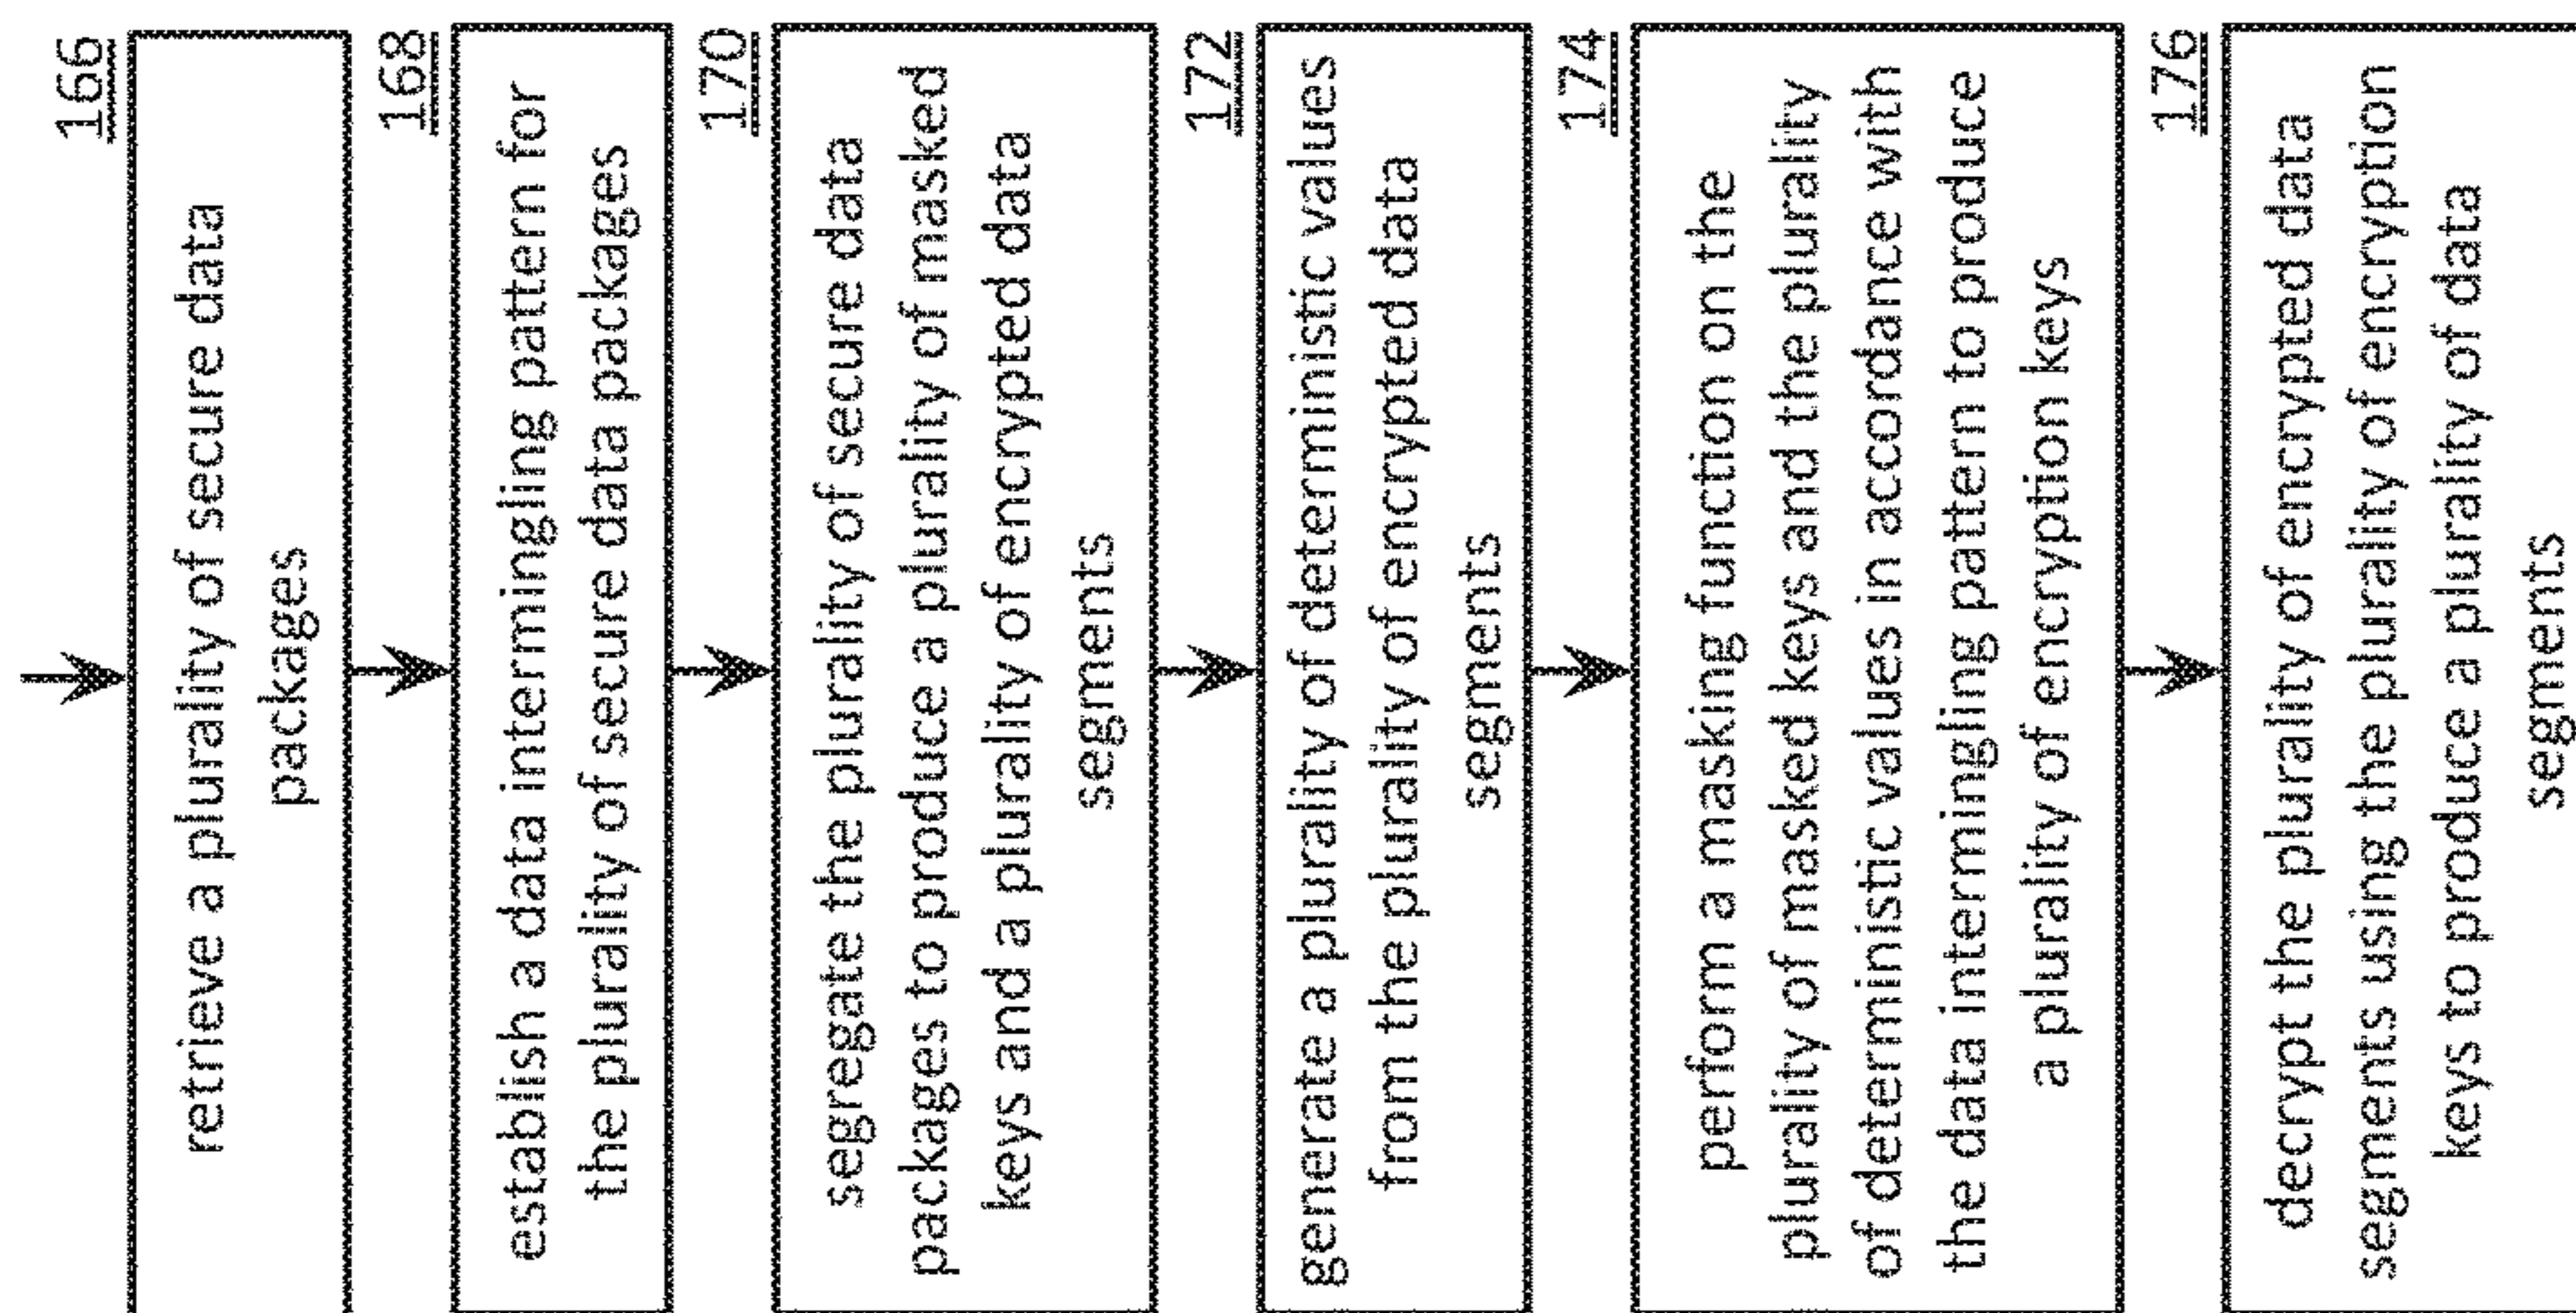 166
retrieve a plurality of secure data
packages
168
establish a data intermingling pattern for
the plurality of secure data packages
170
segregate the plurality of secure data
packages to produce a plurality of masked
keys and a plurality of encrypted data
segments
172
generate a plurality of deterministic values
from the plurality of encrypted data
segments
174
perform a masking function on the
plurality of masked keys and the plurality
of deterministic values in accordance with
the data intermingling pattern to produce
a plurality of encryption keys
176
decrypt the plurality of encrypted data
segments using the plurality of encryption
keys to produce a plurality of data
segments